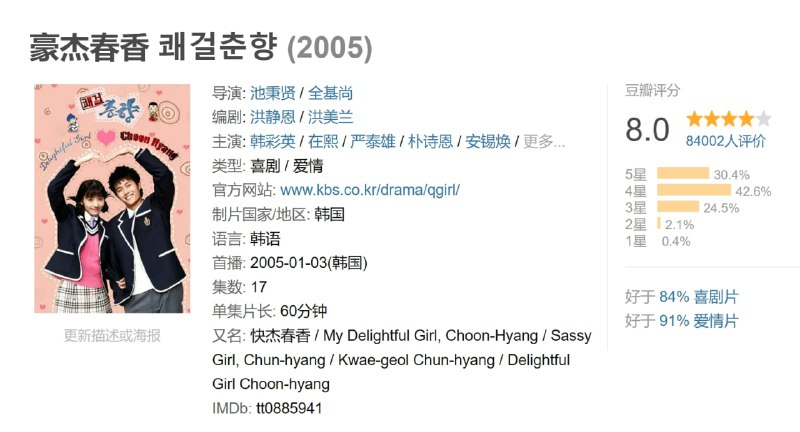 豪杰春香 쾌걸춘향 (2005)
쾌걸
춘향
Delightful Girl Choon Hyang
更新描述或海报
导演: 池秉贤 / 全基尚
编剧: 洪静恩 / 洪美兰
主演: 韩彩英 / 在熙 / 严泰雄 / 朴诗恩 / 安锡焕 / 更多...
类型: 喜剧 / 爱情
官方网站: www.kbs.co.kr/drama/qgirl/
制片国家/地区: 韩国
语言: 韩语
首播: 2005-01-03(韩国)
集数: 17
单集片长: 60分钟
又名: 快杰春香 / My Delightful Girl, Choon-Hyang / Sassy
Girl, Chun-hyang / Kwae-geol Chun-hyang / Delightful
Girl Choon-hyang
IMDb: tt0885941
豆瓣评分
8.0
84002人评价
5星 30.4%
4星 42.6%
3星 24.5%
2星 2.1%
1星 0.4%
好于 84% 喜剧片
好于 91% 爱情片